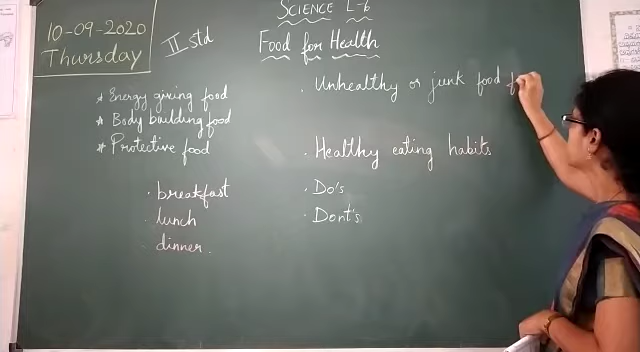 10-09-2020
Thursday
II std
SCIENCE L-6
Food for Health
* Energy giving food
* Body building food
* Protective food
· breakfast
· lunch
· dinner.
. Unhealthy or junk food f
. Healthy eating habits
. Do's
. Dont's